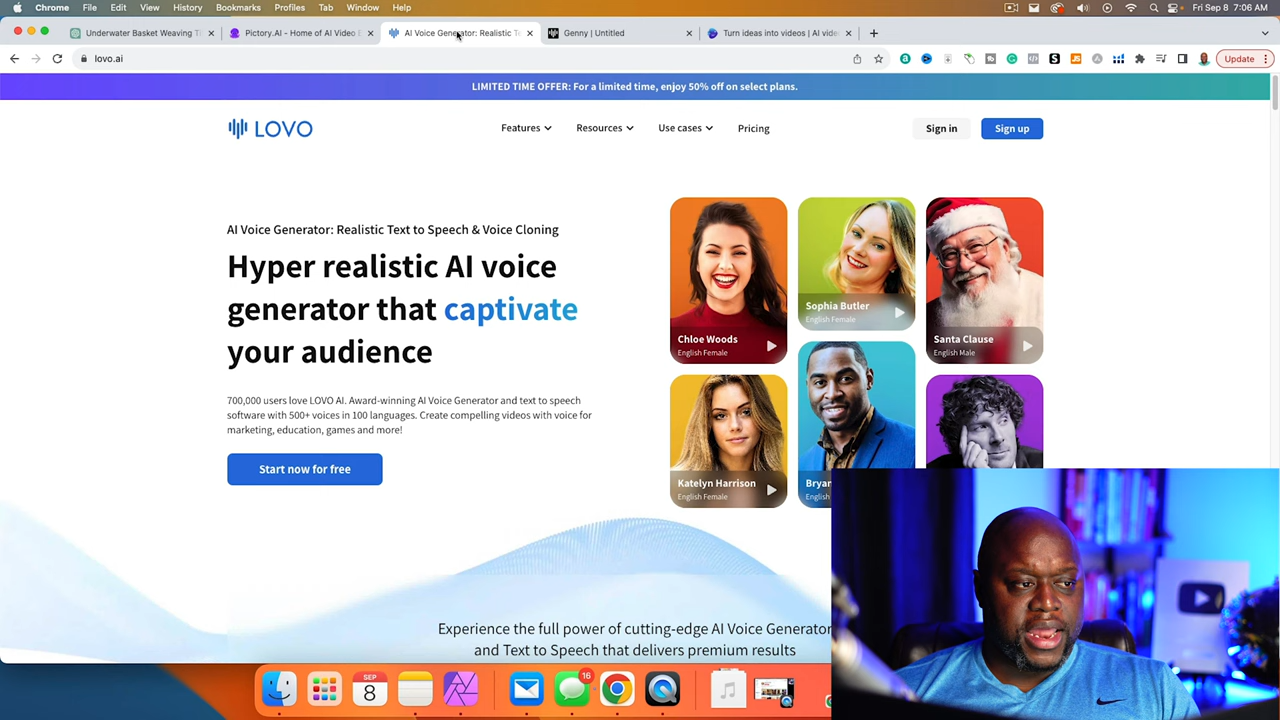 Chrome File Edit View History Bookmarks Profiles Tab Window Help
Fri Sep 8 7:06 AM
Underwater Basket Weaving T
Pictory.AI - Home of AI Video E
AI Voice Generator: Realistic Te
Genny | Untitled
Turn ideas into videos | AI vide
lovo.ai
Update
LIMITED TIME OFFER: For a limited time, enjoy 50% off on select plans.
LOVO
Features
Resources
Use cases
Pricing
Sign in
Sign up
AI Voice Generator: Realistic Text to Speech & Voice Cloning
Hyper realistic AI voice
generator that captivate
your audience
700,000 users love LOVO AI. Award-winning AI Voice Generator and text to speech
software with 500+ voices in 100 languages. Create compelling videos with voice for
marketing, education, games and more!
Start now for free
Chloe Woods
English Female
Sophia Butler
English Female
Santa Clause
English Male
Katelyn Harrison
English Female
Bryan
English
Experience the full power of cutting-edge AI Voice Generator
and Text to Speech that delivers premium results
SEP
8
16